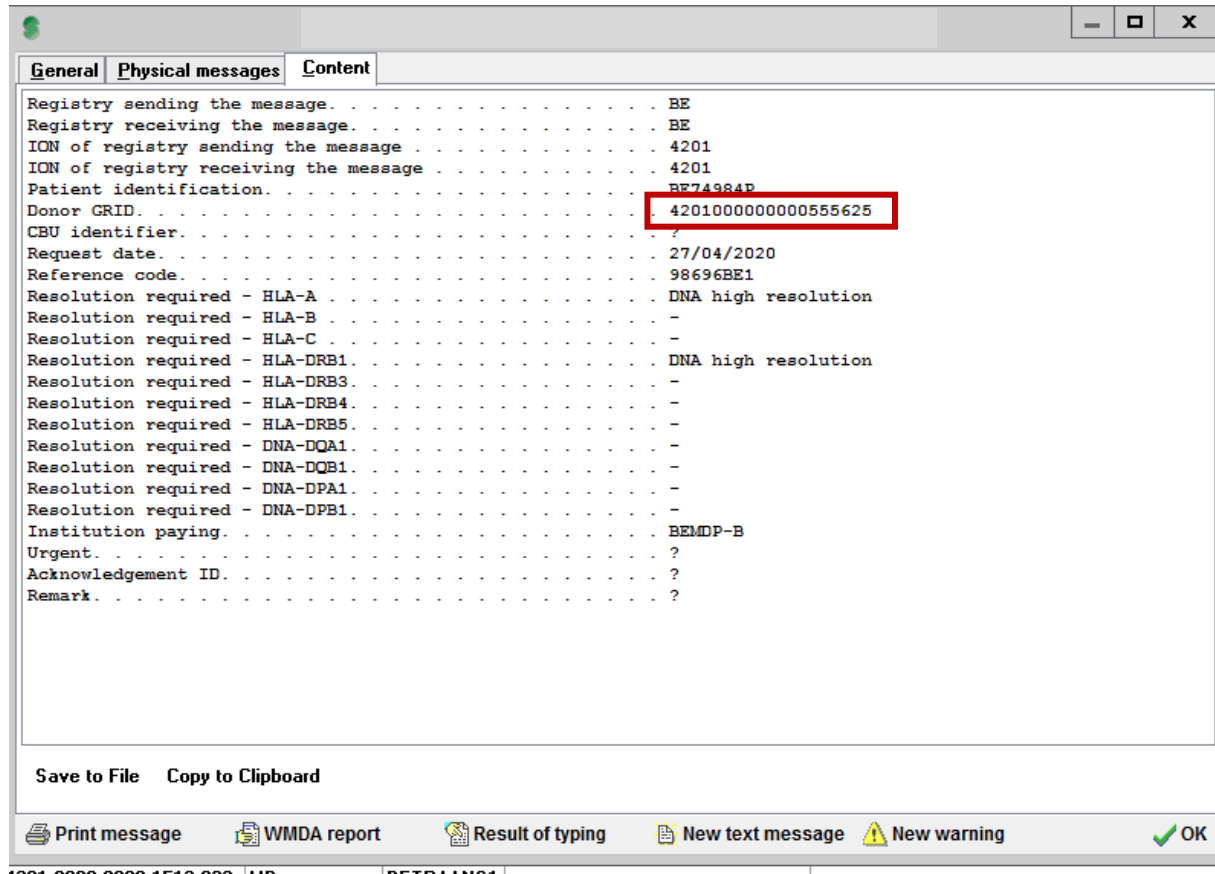 General Physical messages Content
Registry sending the message. . . . . . . . . . . . . . . . BE
Registry receiving the message. . . . . . . . . . . . . . . BE
ION of registry sending the message . . . . . . . . . . . . 4201
ION of registry receiving the message . . . . . . . . . . . 4201
Patient identification. . . . . . . . . . . . . . . . . . . BE74984P
Donor GRID. . . . . . . . . . . . . . . . . . . . . . . . . 4201000000000555625
CBU identifier. . . . . . . . . . . . . . . . . . . . . . . ?
Request date. . . . . . . . . . . . . . . . . . . . . . . . 27/04/2020
Reference code. . . . . . . . . . . . . . . . . . . . . . . 98696BE1
Resolution required - HLA-A . . . . . . . . . . . . . . . . DNA high resolution
Resolution required - HLA-B . . . . . . . . . . . . . . . . -
Resolution required - HLA-C . . . . . . . . . . . . . . . . -
Resolution required - HLA-DRB1. . . . . . . . . . . . . . . DNA high resolution
Resolution required - HLA-DRB3. . . . . . . . . . . . . . . -
Resolution required - HLA-DRB4. . . . . . . . . . . . . . . -
Resolution required - HLA-DRB5. . . . . . . . . . . . . . . -
Resolution required - DNA-DQA1. . . . . . . . . . . . . . . -
Resolution required - DNA-DQB1. . . . . . . . . . . . . . . -
Resolution required - DNA-DPA1. . . . . . . . . . . . . . . -
Resolution required - DNA-DPB1. . . . . . . . . . . . . . . -
Institution paying. . . . . . . . . . . . . . . . . . . . . BEMDP-B
Urgent. . . . . . . . . . . . . . . . . . . . . . . . . . . ?
Acknowledgement ID. . . . . . . . . . . . . . . . . . . . . ?
Remark. . . . . . . . . . . . . . . . . . . . . . . . . . . ?
Save to File Copy to Clipboard
Print message WMDA report Result of typing New text message New warning OK